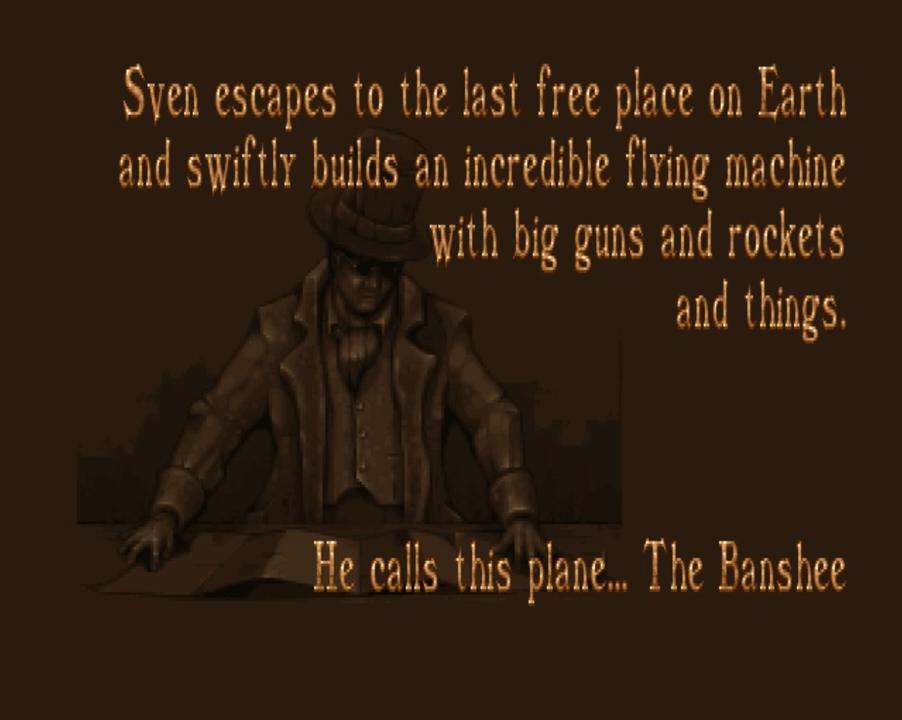 Sven escapes to the last free place on Earth
and swiftly builds an incredible flying machine
with big guns and rockets
and things.
He calls this plane... The Banshee